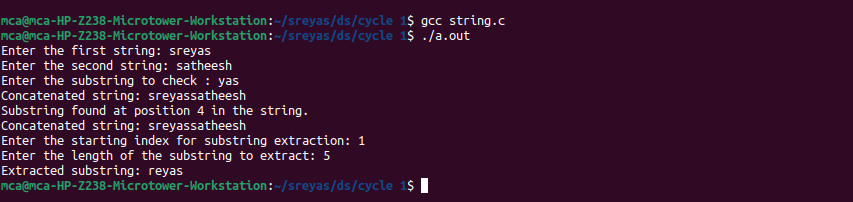 mca@mca-HP-Z238-Microtower-Workstation:~/sreyas/ds/cycle 1$ gcc string.c
mca@mca-HP-Z238-Microtower-Workstation:~/sreyas/ds/cycle 1$ ./a.out
Enter the first string: sreyas
Enter the second string: satheesh
Enter the substring to check : yas
Concatenated string: sreyassatheesh
Substring found at position 4 in the string.
Concatenated string: sreyassatheesh
Enter the starting index for substring extraction: 1
Enter the length of the substring to extract: 5
Extracted substring: reyas
mca@mca-HP-Z238-Microtower-Workstation:~/sreyas/ds/cycle 1$